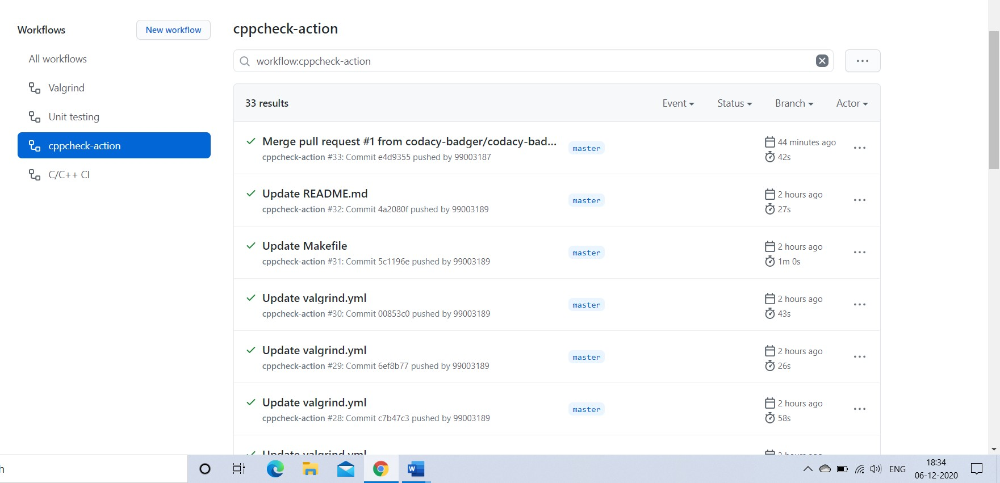 Workflows
New workflow
All workflows
Valgrind
Unit testing
cppcheck-action
C/C++ CI
cppcheck-action
workflow:cppcheck-action
33 results
Event
Status
Branch
Actor
Merge pull request #1 from codacy-badger/codacy-bad...
master
44 minutes ago
cppcheck-action #33: Commit e4d9355 pushed by 99003187
42s
Update README.md
master
2 hours ago
cppcheck-action #32: Commit 4a2080f pushed by 99003189
27s
Update Makefile
master
2 hours ago
cppcheck-action #31: Commit 5c1196e pushed by 99003189
1m 0s
Update valgrind.yml
master
2 hours ago
cppcheck-action #30: Commit 00853c0 pushed by 99003189
43s
Update valgrind.yml
master
2 hours ago
cppcheck-action #29: Commit 6ef8b77 pushed by 99003189
26s
Update valgrind.yml
master
2 hours ago
cppcheck-action #28: Commit c7b47c3 pushed by 99003189
58s
Update valgrind.yml
2 hours ago
h
W
ENG
18:34
06-12-2020